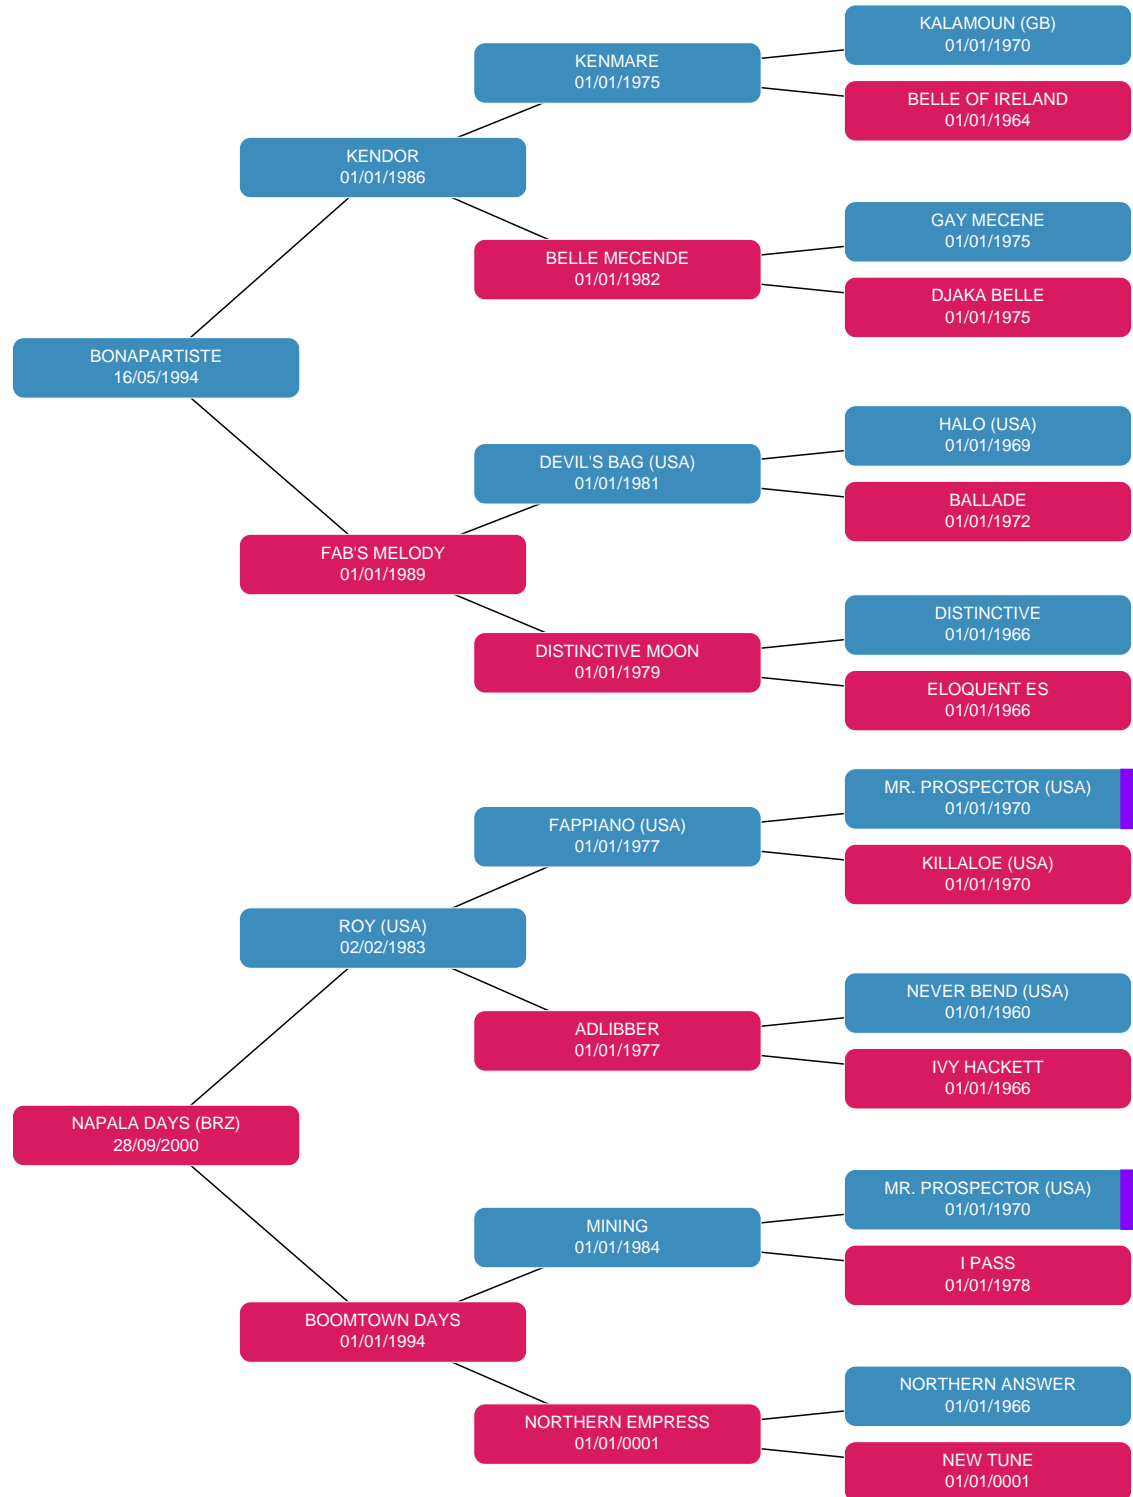 KALAMOUN (GB)
01/01/1970
KENMARE
01/01/1975
BELLE OF IRELAND
01/01/1964
KENDOR
01/01/1986
GAY MECENE
01/01/1975
BELLE MECENDE
01/01/1982
DJAKA BELLE
01/01/1975
BONAPARTISTE
16/05/1994
HALO (USA)
01/01/1969
DEVIL'S BAG (USA)
01/01/1981
BALLADE
01/01/1972
FAB'S MELODY
01/01/1989
DISTINCTIVE
01/01/1966
DISTINCTIVE MOON
01/01/1979
ELOQUENT ES
01/01/1966
MR. PROSPECTOR (USA)
01/01/1970
FAPPIANO (USA)
01/01/1977
KILLALOE (USA)
01/01/1970
ROY (USA)
02/02/1983
NEVER BEND (USA)
01/01/1960
ADLIBBER
01/01/1977
IVY HACKETT
01/01/1966
NAPALA DAYS (BRZ)
28/09/2000
MR. PROSPECTOR (USA)
01/01/1970
MINING
01/01/1984
I PASS
01/01/1978
BOOMTOWN DAYS
01/01/1994
NORTHERN ANSWER
01/01/1966
NORTHERN EMPRESS
01/01/0001
NEW TUNE
01/01/0001